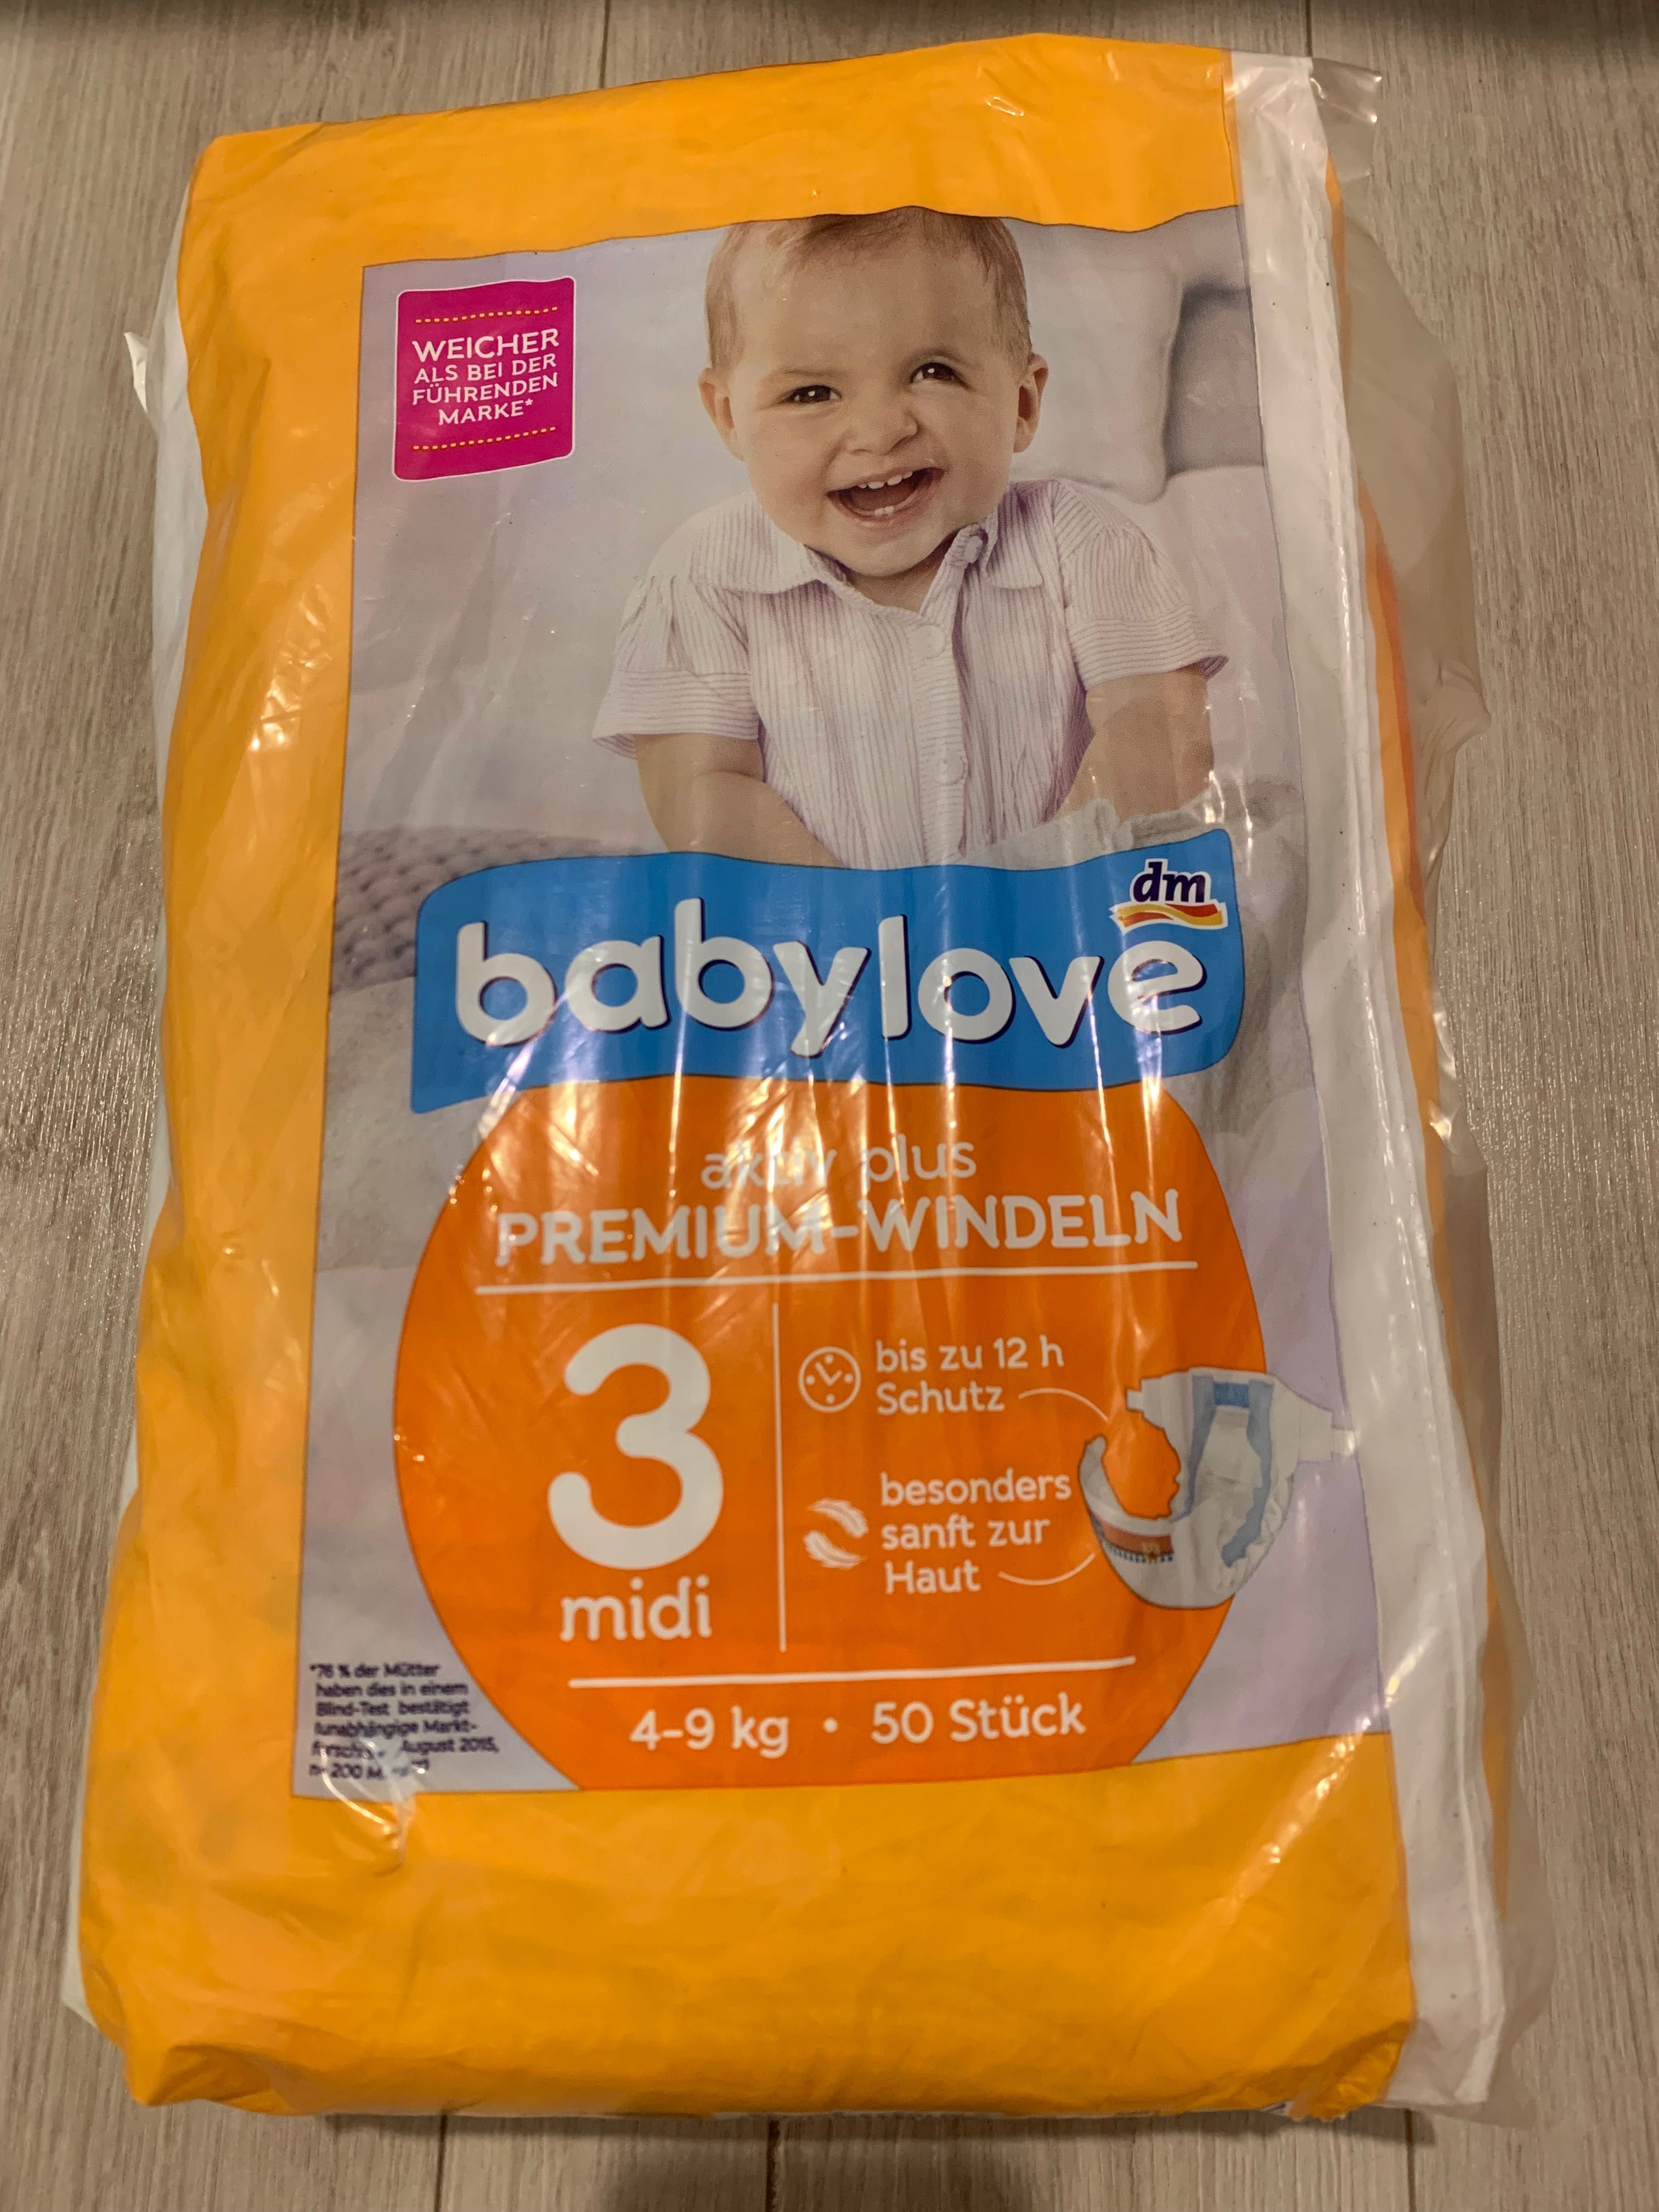 WEICHER
ALS BEI DER
FÜHRENDEN
MARKE*
dm
babylove
aktiv plus
PREMIUM-WINDELN
3
midi
bis zu 12 h
Schutz
besonders
sanft zur
Haut
4-9 kg • 50 Stück
*76 % der Mütter
haben dies in einem
Blind-Test bestätigt
(unabhängige Markt-
August 2015,
n= 200